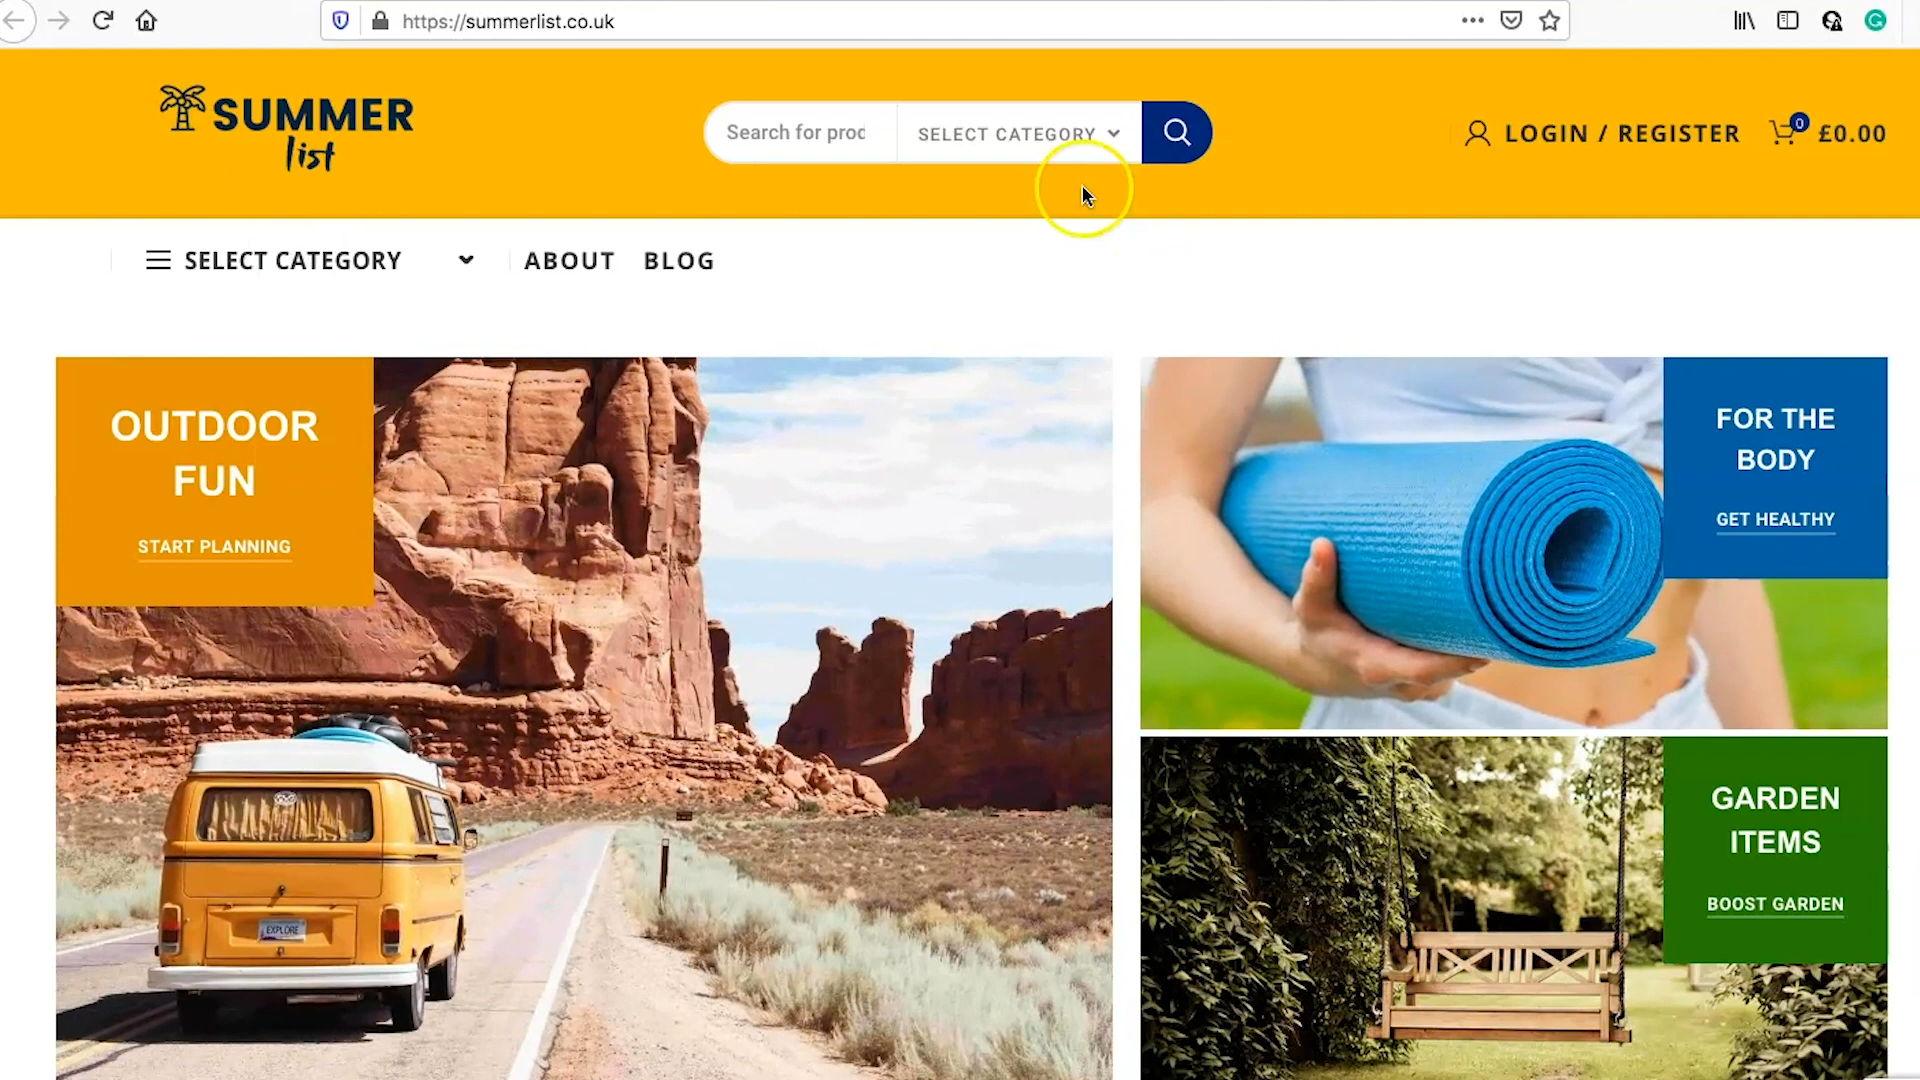 https://summerlist.co.uk
SUMMER
list
Search for prod
SELECT CATEGORY
LOGIN / REGISTER
0
£0.00
SELECT CATEGORY
ABOUT
BLOG
OUTDOOR
FUN
START PLANNING
FOR THE
BODY
GET HEALTHY
GARDEN
ITEMS
BOOST GARDEN
EXPLORE